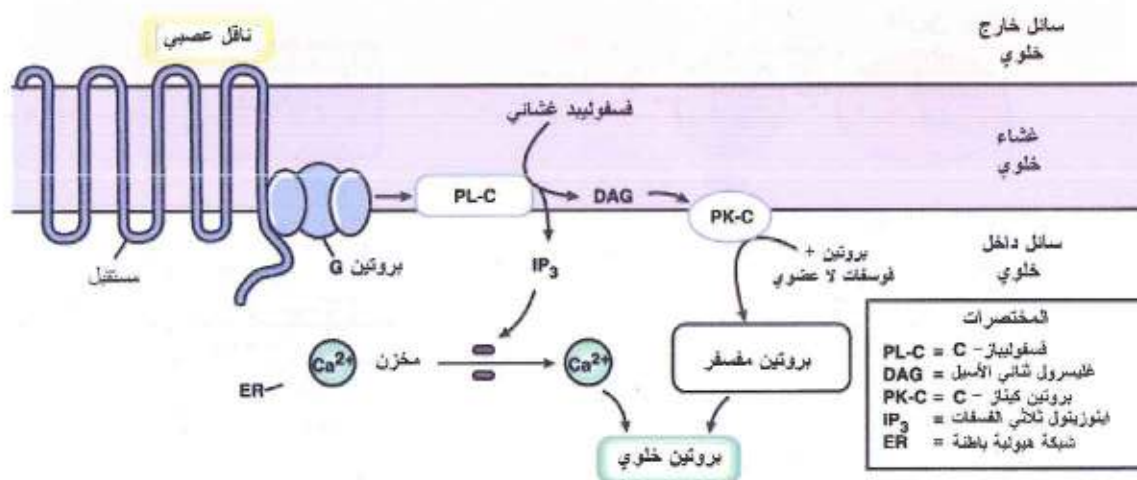 ناقل عصبي
سائل خارج
خلوي
فسفوليبد غشائي
غشاء
خلوي
PL-C
DAG
PK-C
سائل داخل
خلوي
مستقبل
بروتين G
IP3
بروتين +
فوسفات لا عضوي
ER
Ca2+
مخزن
Ca2+
بروتين مفسفر
بروتين خلوي
المختصرات
PL-C = فسفوليباز - C
DAG = غليسرول ثنائي الأسيل
PK-C = بروتين كيناز - C
IP3 = اينوزيتول ثلاثي الفسفات
ER = شبكة هيولية باطنة